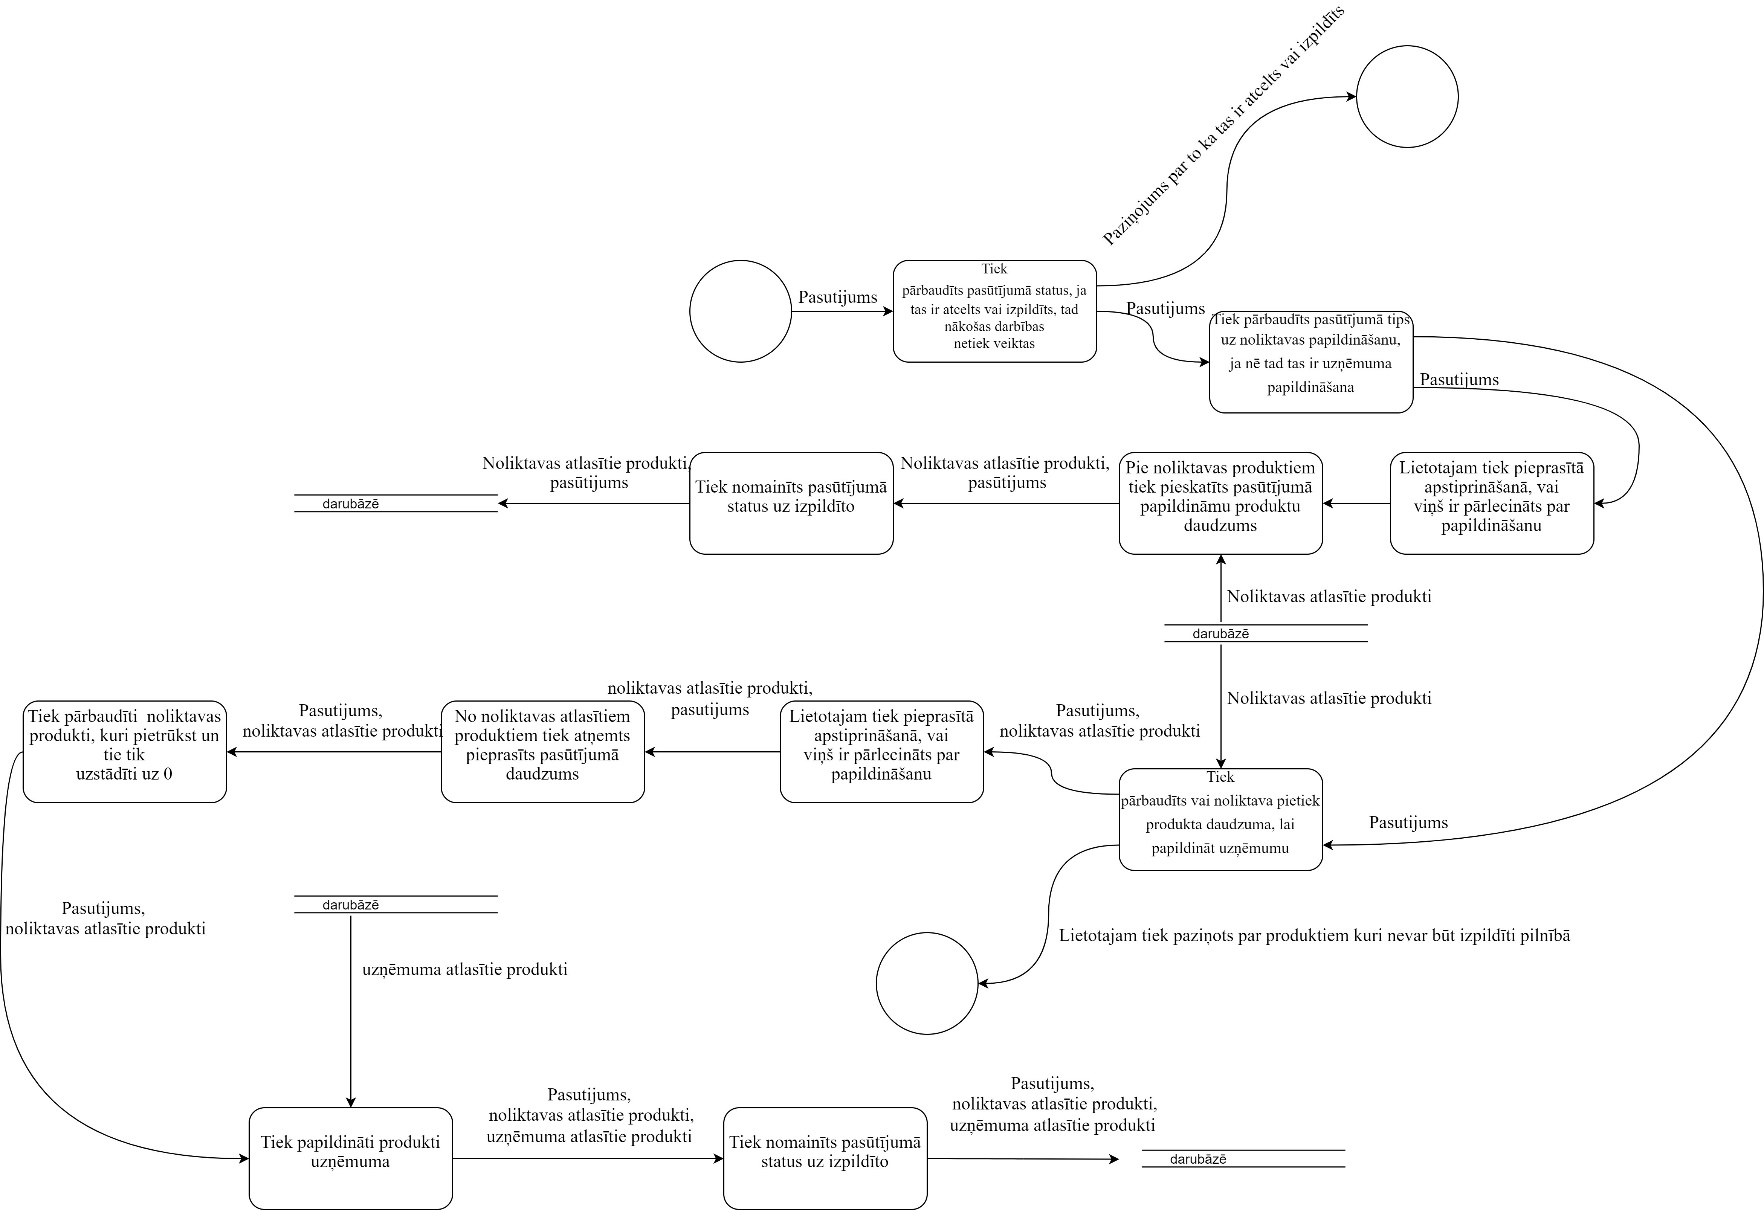 Paziņojums par to ka tas ir atcelts vai izpildīts
Pasutijums
Tiek
pārbaudīts pasūtījumā status, ja
tas ir atcelts vai izpildīts, tad
nākošas darbības
netiek veiktas
Pasutijums
Tiek pārbaudīts pasūtījumā tips
uz noliktavas papildināšanu,
ja nē tad tas ir uzņēmuma
papildināšana
Pasutijums
Noliktavas atlasītie produkti,
pasūtijums
Tiek nomainīts pasūtījumā
status uz izpildīto
Noliktavas atlasītie produkti,
pasūtijums
Pie noliktavas produktiem
tiek pieskatīts pasūtījumā
papildināmu produktu
daudzums
Lietotajam tiek pieprasītā
apstiprināšanā, vai
viņš ir pārlecināts par
papildināšanu
darubāzē
Noliktavas atlasītie produkti
darubāzē
Noliktavas atlasītie produkti
Tiek pārbaudīti  noliktavas
produkti, kuri pietrūkst un
tie tik
uzstādīti uz 0
Pasutijums,
noliktavas atlasītie produkti
No noliktavas atlasītiem
produktiem tiek atņemts
pieprasīts pasūtījumā
daudzums
noliktavas atlasītie produkti,
pasutijums
Lietotajam tiek pieprasītā
apstiprināšanā, vai
viņš ir pārlecināts par
papildināšanu
Pasutijums,
noliktavas atlasītie produkti
Tiek
pārbaudīts vai noliktava pietiek
produkta daudzuma, lai
papildināt uzņēmumu
Pasutijums
Pasutijums,
noliktavas atlasītie produkti
darubāzē
uzņēmuma atlasītie produkti
Lietotajam tiek paziņots par produktiem kuri nevar būt izpildīti pilnībā
Tiek papildināti produkti
uzņēmuma
Pasutijums,
noliktavas atlasītie produkti,
uzņēmuma atlasītie produkti
Tiek nomainīts pasūtījumā
status uz izpildīto
Pasutijums,
noliktavas atlasītie produkti,
uzņēmuma atlasītie produkti
darubāzē